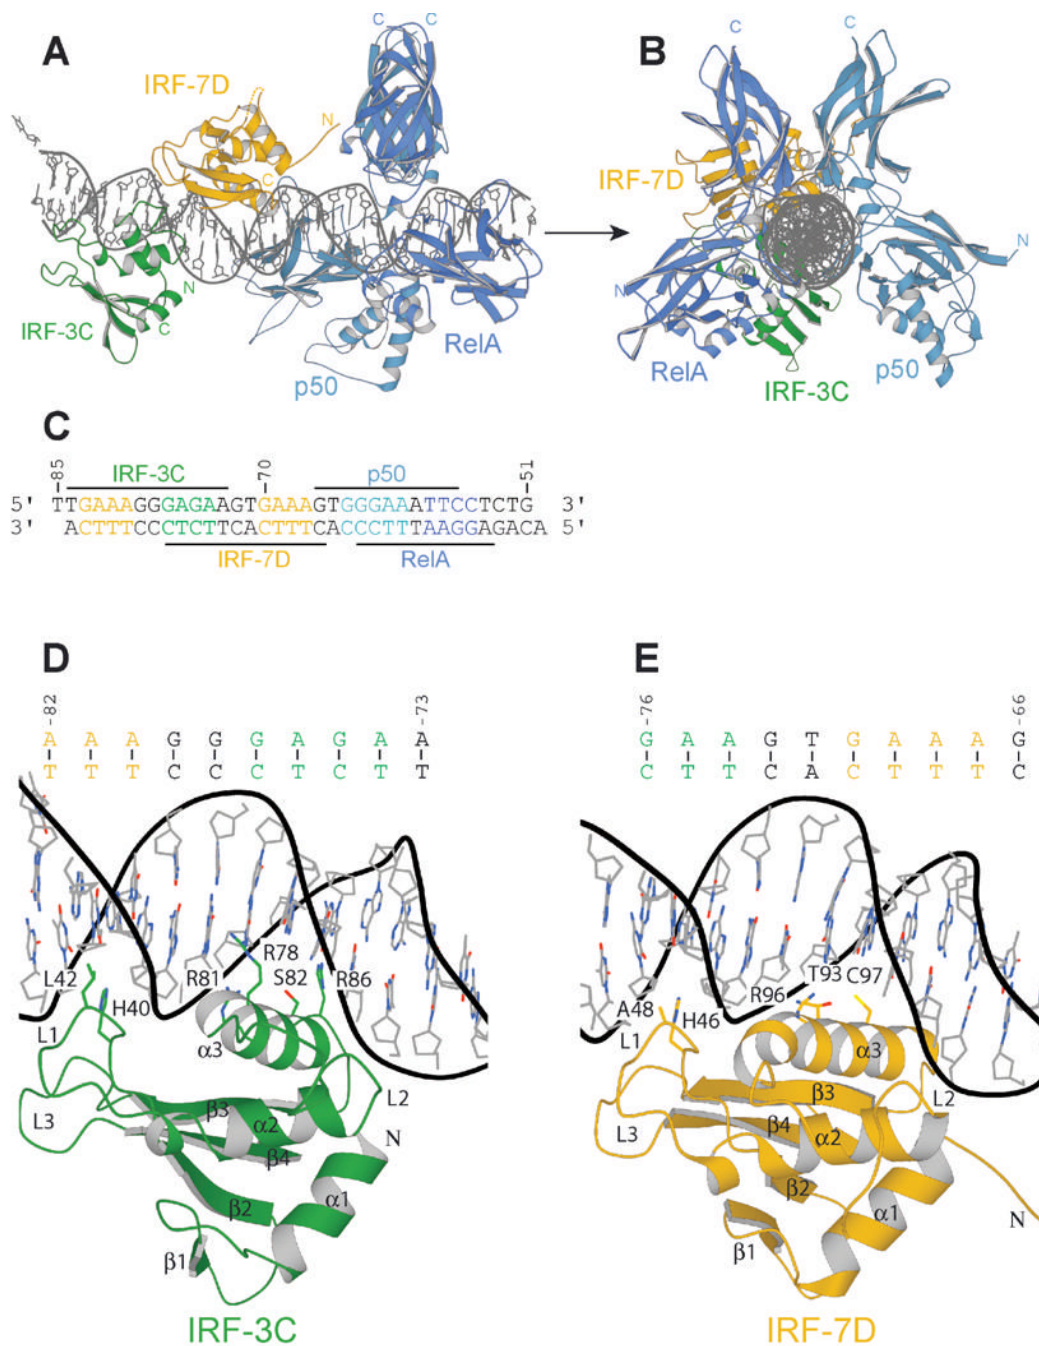 A
B
C C
C C
IRF-7D
N
C
IRF-7D
N
N
N
C
IRF-3C
RelA
p50
RelA
IRF-3C
p50
C
-85 IRF-3C -70 p50 -51
5' TTGAAAGGGAGAAGTGAAAGTGGGAAATTCCTCTG 3'
3' ACTTTCCCTCTTCACTTTCACCCTTTAAGGAGACA 5'
IRF-7D RelA
D
E
-82 -73
-76 -66
A A A G G G A G A A
T T T C C C T C T T
G A A G T G A A A G
C T T C A C T T T C
L42
H40
R81
R78
S82
R86
L1
α3
L2
L3
β3
α2
β4
N
β2
α1
β1
IRF-3C
A48
H46
R96
T93
C97
L1
α3
L2
L3
β3
β4
α2
β2
α1
N
β1
IRF-7D